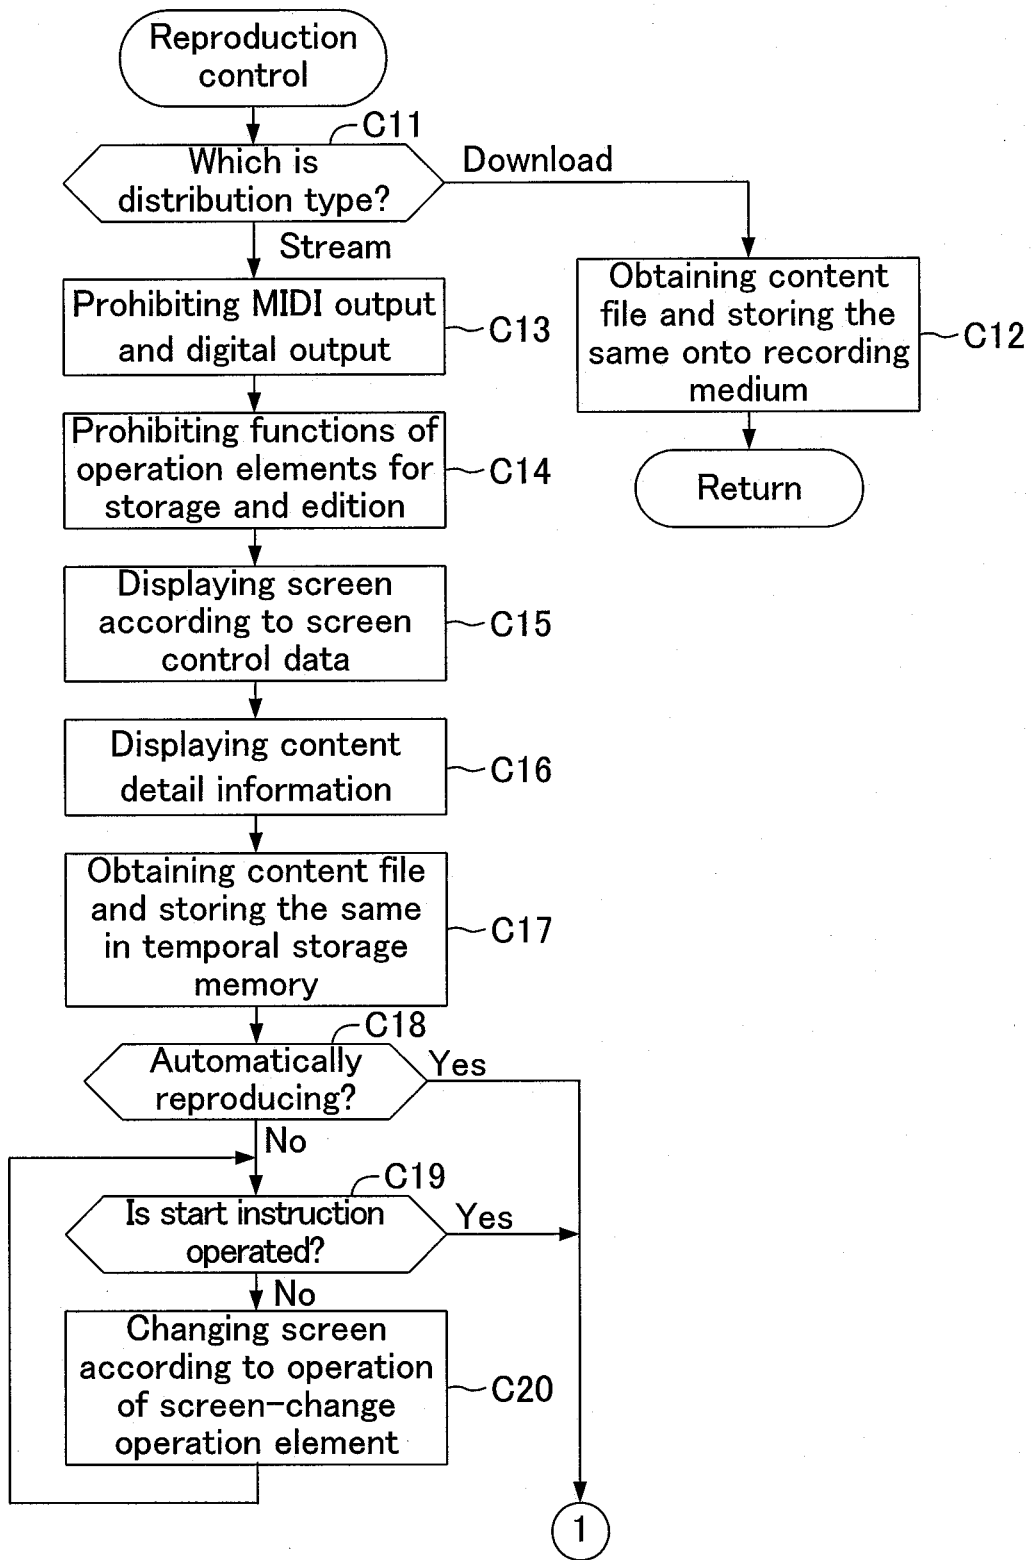 Reproduction
control
C11
Which is
distribution type?
Download
Stream
Obtaining content
file and storing the
same onto recording
medium
C12
Return
Prohibiting MIDI output
and digital output
C13
Prohibiting functions of
operation elements for
storage and edition
C14
Displaying screen
according to screen
control data
C15
Displaying content
detail information
C16
Obtaining content file
and storing the same
in temporal storage
memory
C17
C18
Automatically
reproducing?
Yes
No
C19
Is start instruction
operated?
Yes
No
Changing screen
according to operation
of screen-change
operation element
C20
1